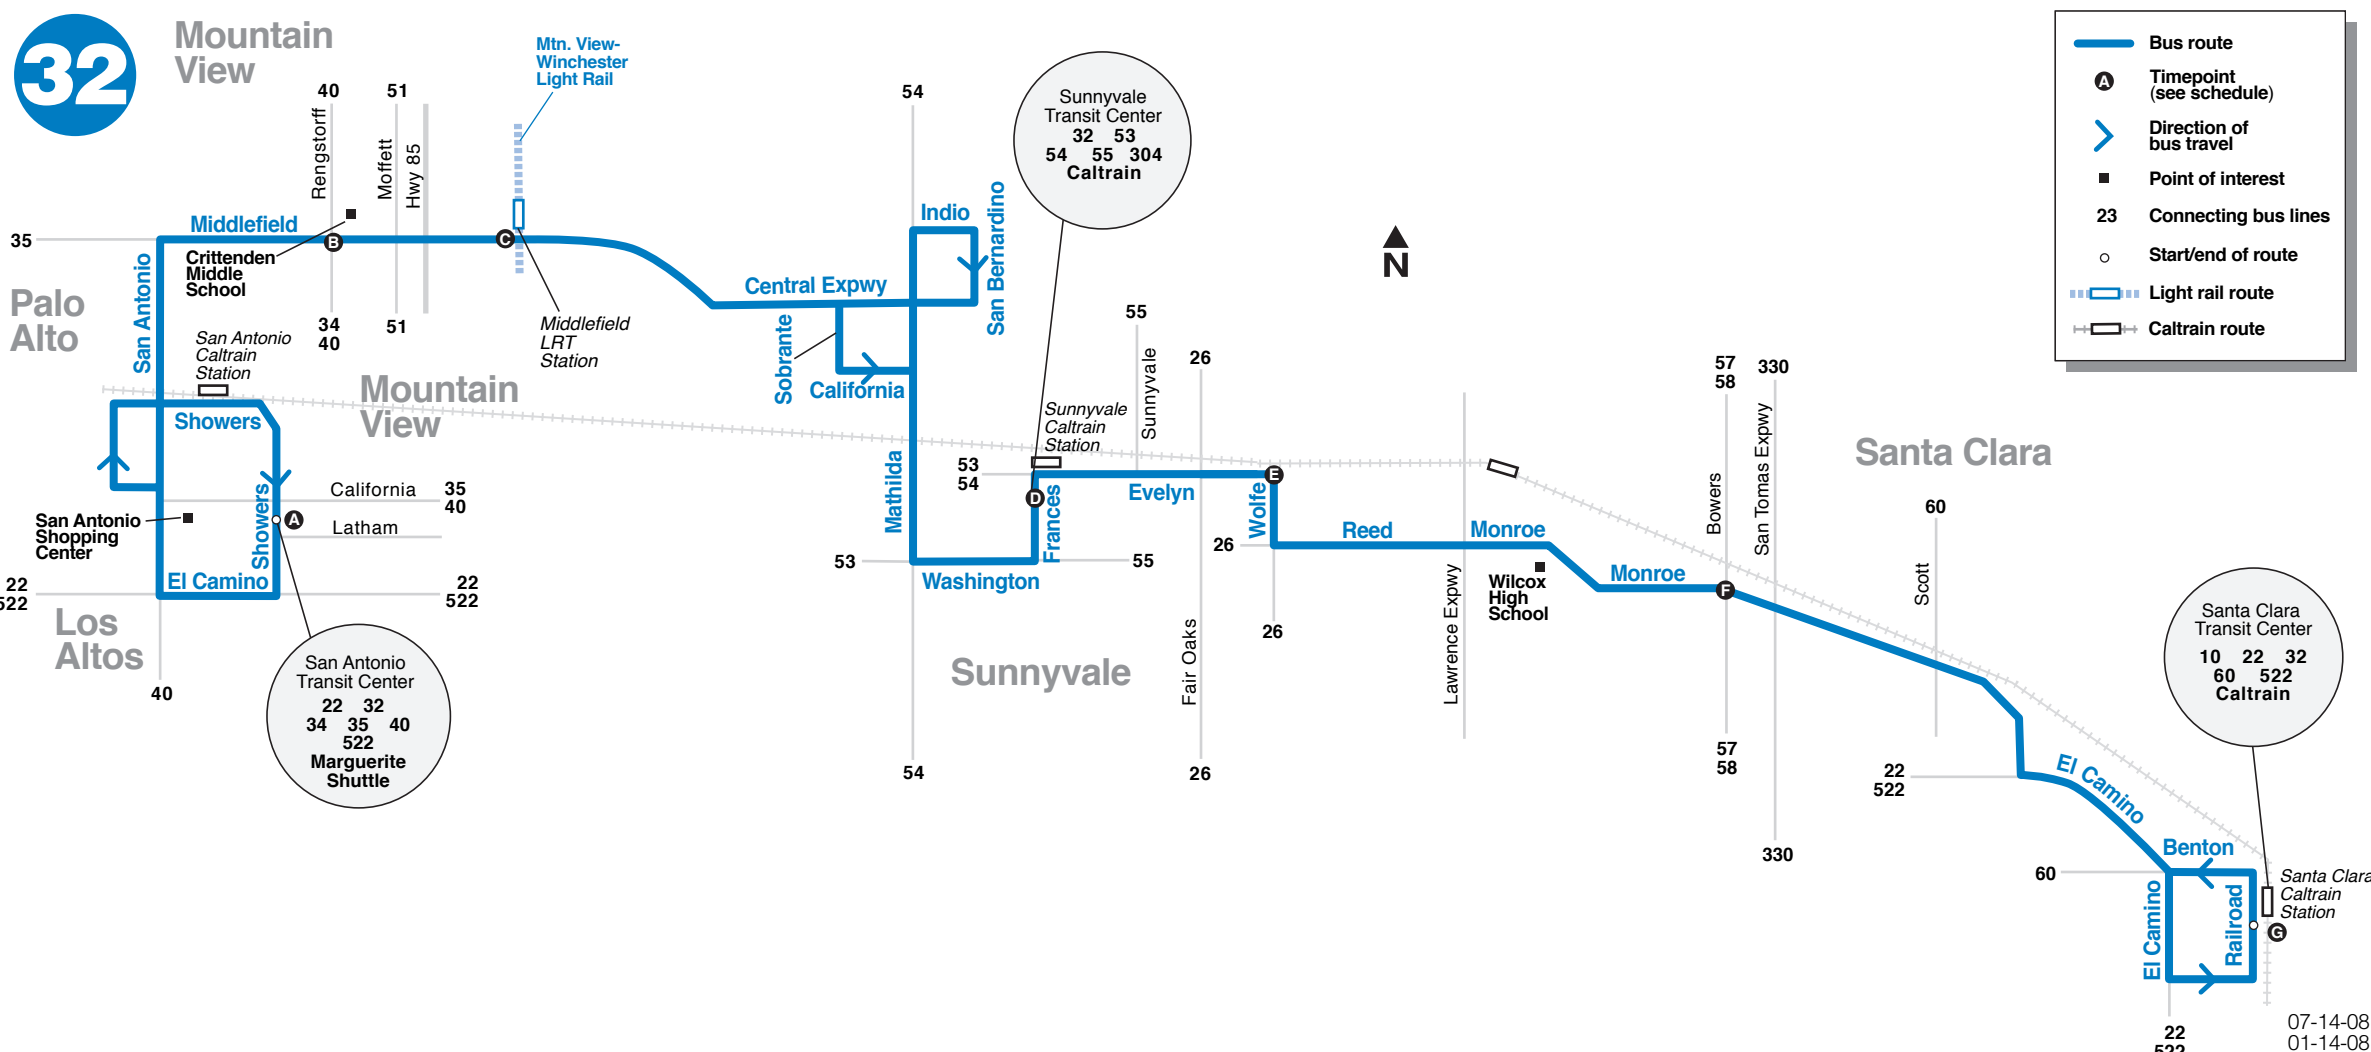 32
Mountain
View
Mtn. View-
Winchester
Light Rail
40
51
Rengstorff
Moffett
Hwy 85
35
Middlefield
B
C
Crittenden
Middle
School
San Antonio
Palo
Alto
34
40
51
San Antonio
Caltrain
Station
Middlefield
LRT
Station
Mountain
View
Showers
California
35
40
Latham
San Antonio
Shopping
Center
Showers
A
El Camino
22
522
22
522
Los
Altos
40
San Antonio
Transit Center
22 32
34 35 40
522
Marguerite
Shuttle
54
Indio
San Bernardino
Central Expwy
Sobrante
California
Mathilda
Sunnyvale
Transit Center
32 53
54 55 304
Caltrain
N
55
Sunnyvale
26
Sunnyvale
Caltrain
Station
53
54
D
Frances
Evelyn
E
Wolfe
53
55
Washington
26
Reed
Monroe
Sunnyvale
Fair Oaks
26
54
26
Lawrence Expwy
Wilcox
High
School
Monroe
57
58
330
Bowers
San Tomas Expwy
F
Santa Clara
60
Scott
57
58
330
22
522
El Camino
Santa Clara
Transit Center
10 22 32
60 522
Caltrain
Benton
60
El Camino
Railroad
Santa Clara
Caltrain
Station
G
22
522
07-14-08
01-14-08
Bus route
A
Timepoint
(see schedule)
Direction of
bus travel
Point of interest
23
Connecting bus lines
Start/end of route
Light rail route
Caltrain route